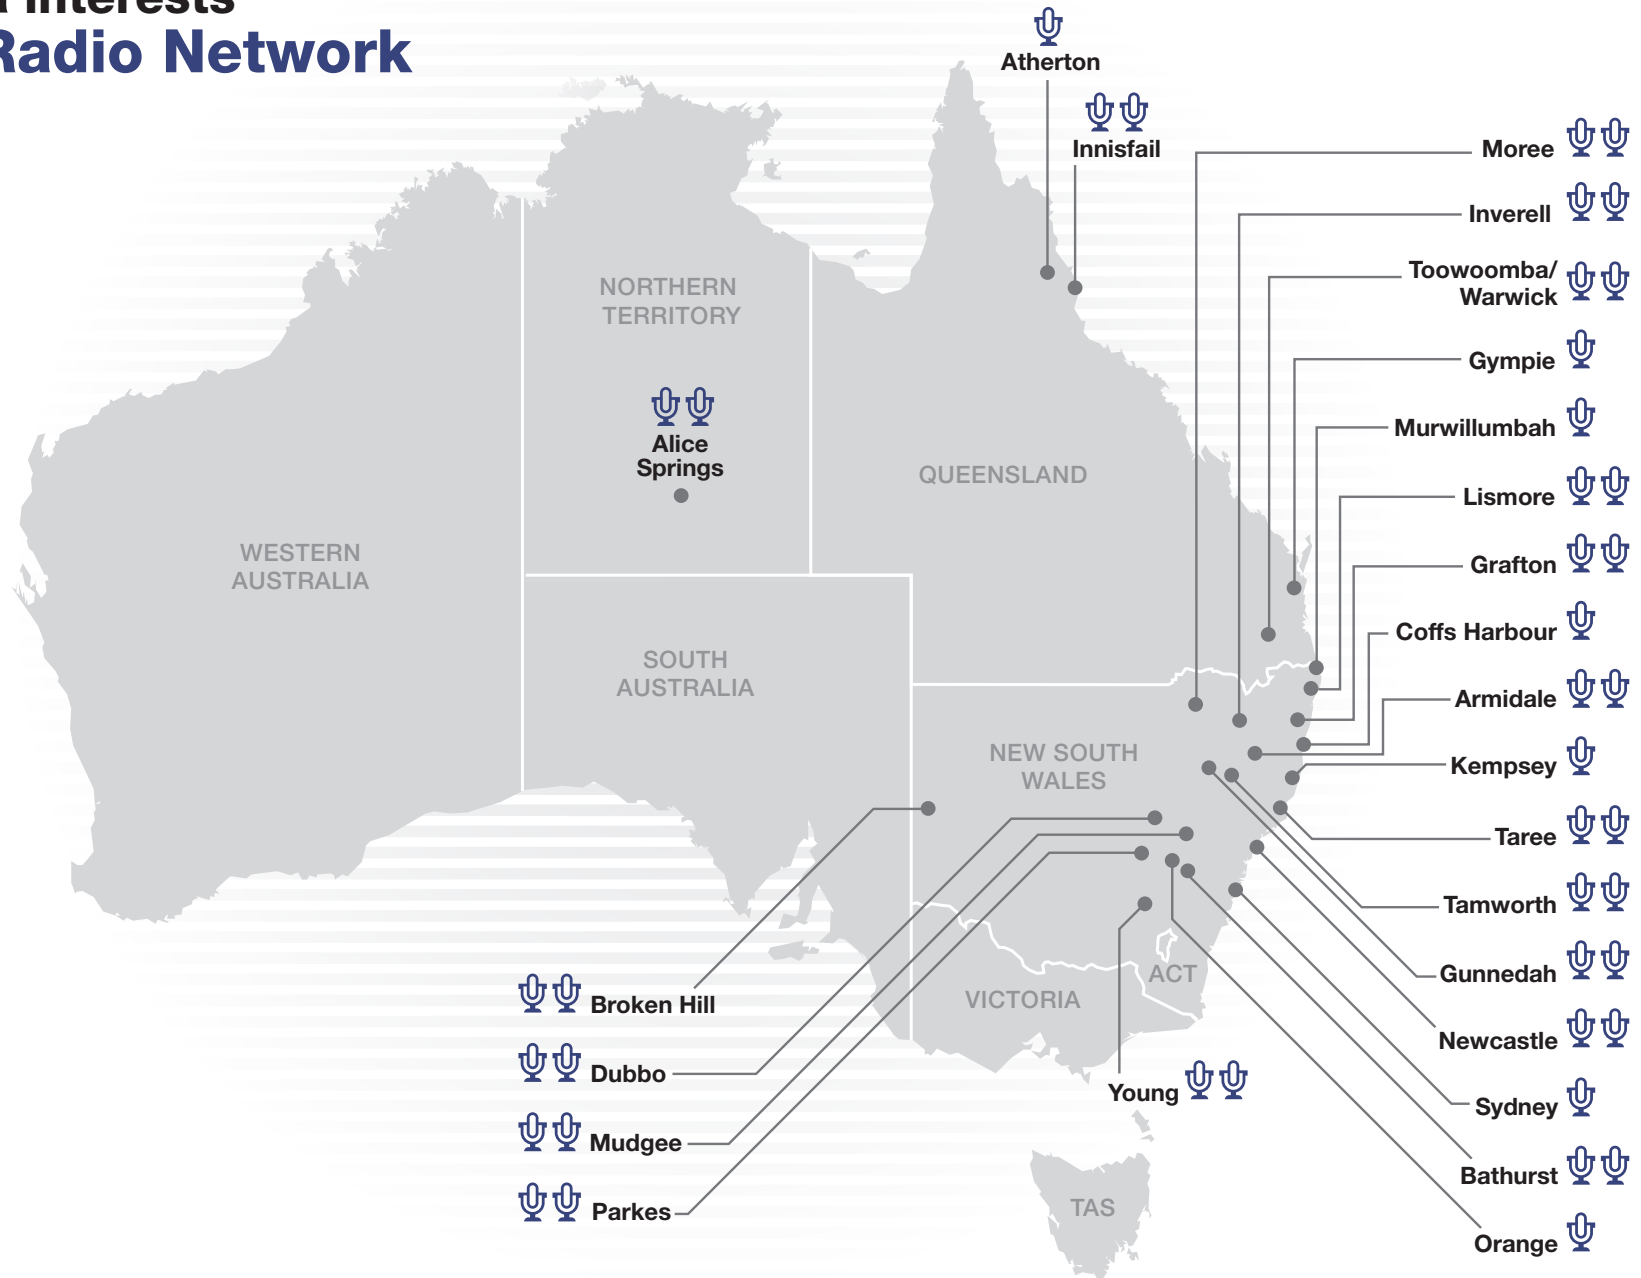 Interests
Radio Network
Atherton
Innisfail
Moree
Inverell
Toowoomba/
Warwick
Gympie
Murwillumbah
Lismore
Grafton
Coffs Harbour
Armidale
Kempsey
Taree
Tamworth
Gunnedah
Newcastle
Sydney
Bathurst
Orange
NORTHERN
TERRITORY
Alice
Springs
QUEENSLAND
WESTERN
AUSTRALIA
SOUTH
AUSTRALIA
NEW SOUTH
WALES
ACT
VICTORIA
Broken Hill
Dubbo
Mudgee
Parkes
Young
TAS